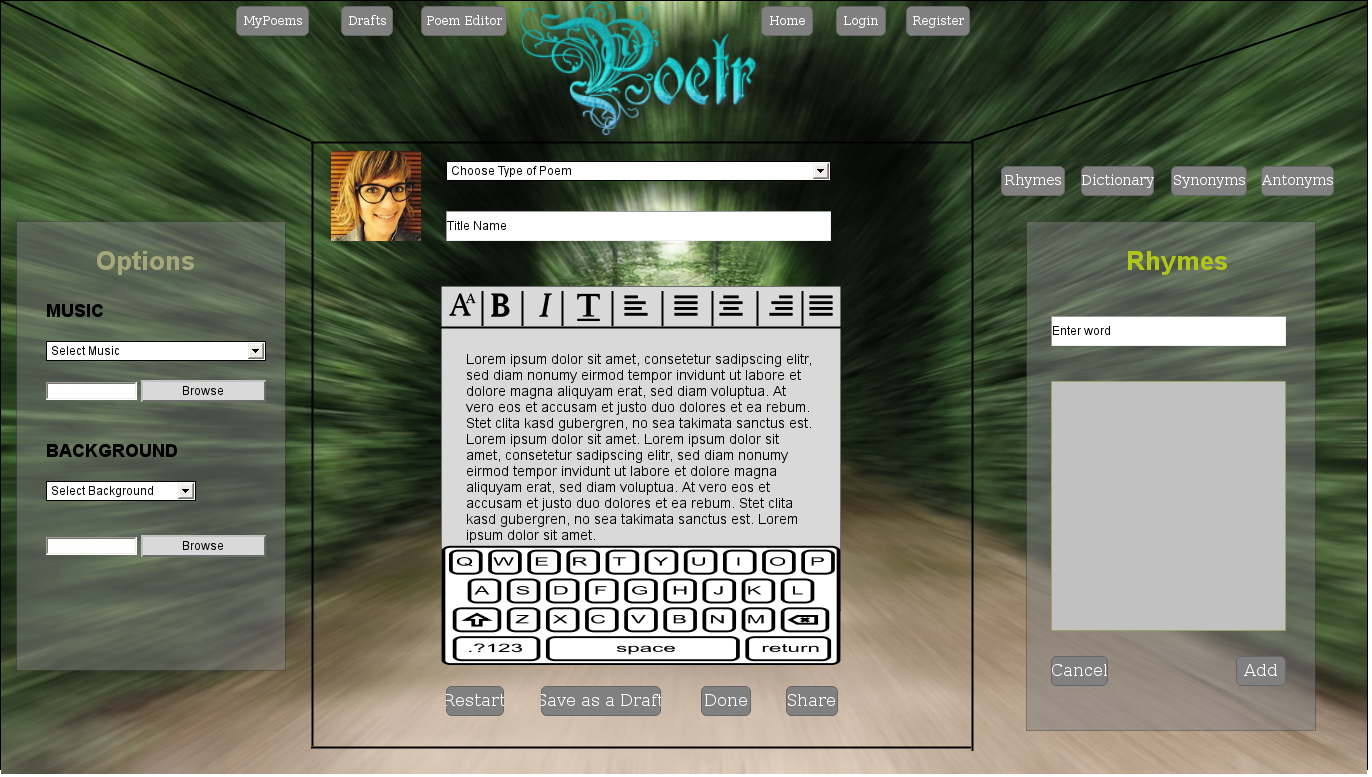 MyPoems
Drafts
Poem Editor
Poetr
Home
Login
Register
Choose Type of Poem
Title Name
Rhymes
Dictionary
Synonyms
Antonyms
Options
MUSIC
Select Music
Browse
BACKGROUND
Select Background
Browse
AA B I T
Lorem ipsum dolor sit amet, consetetur sadipscing elitr,
sed diam nonumy eirmod tempor invidunt ut labore et
dolore magna aliquyam erat, sed diam voluptua. At
vero eos et accusam et justo duo dolores et ea rebum.
Stet clita kasd gubergren, no sea takimata sanctus est.
Lorem ipsum dolor sit amet. Lorem ipsum dolor sit
amet, consetetur sadipscing elitr, sed diam nonumy
eirmod tempor invidunt ut labore et dolore magna
aliquyam erat, sed diam voluptua. At vero eos et
accusam et justo duo dolores et ea rebum. Stet clita
kasd gubergren, no sea takimata sanctus est. Lorem
ipsum dolor sit amet.
Q W E R T Y U I O P
A S D F G H J K L
Z X C V B N M
.?123 space return
Restart
Save as a Draft
Done
Share
Rhymes
Enter word
Cancel
Add